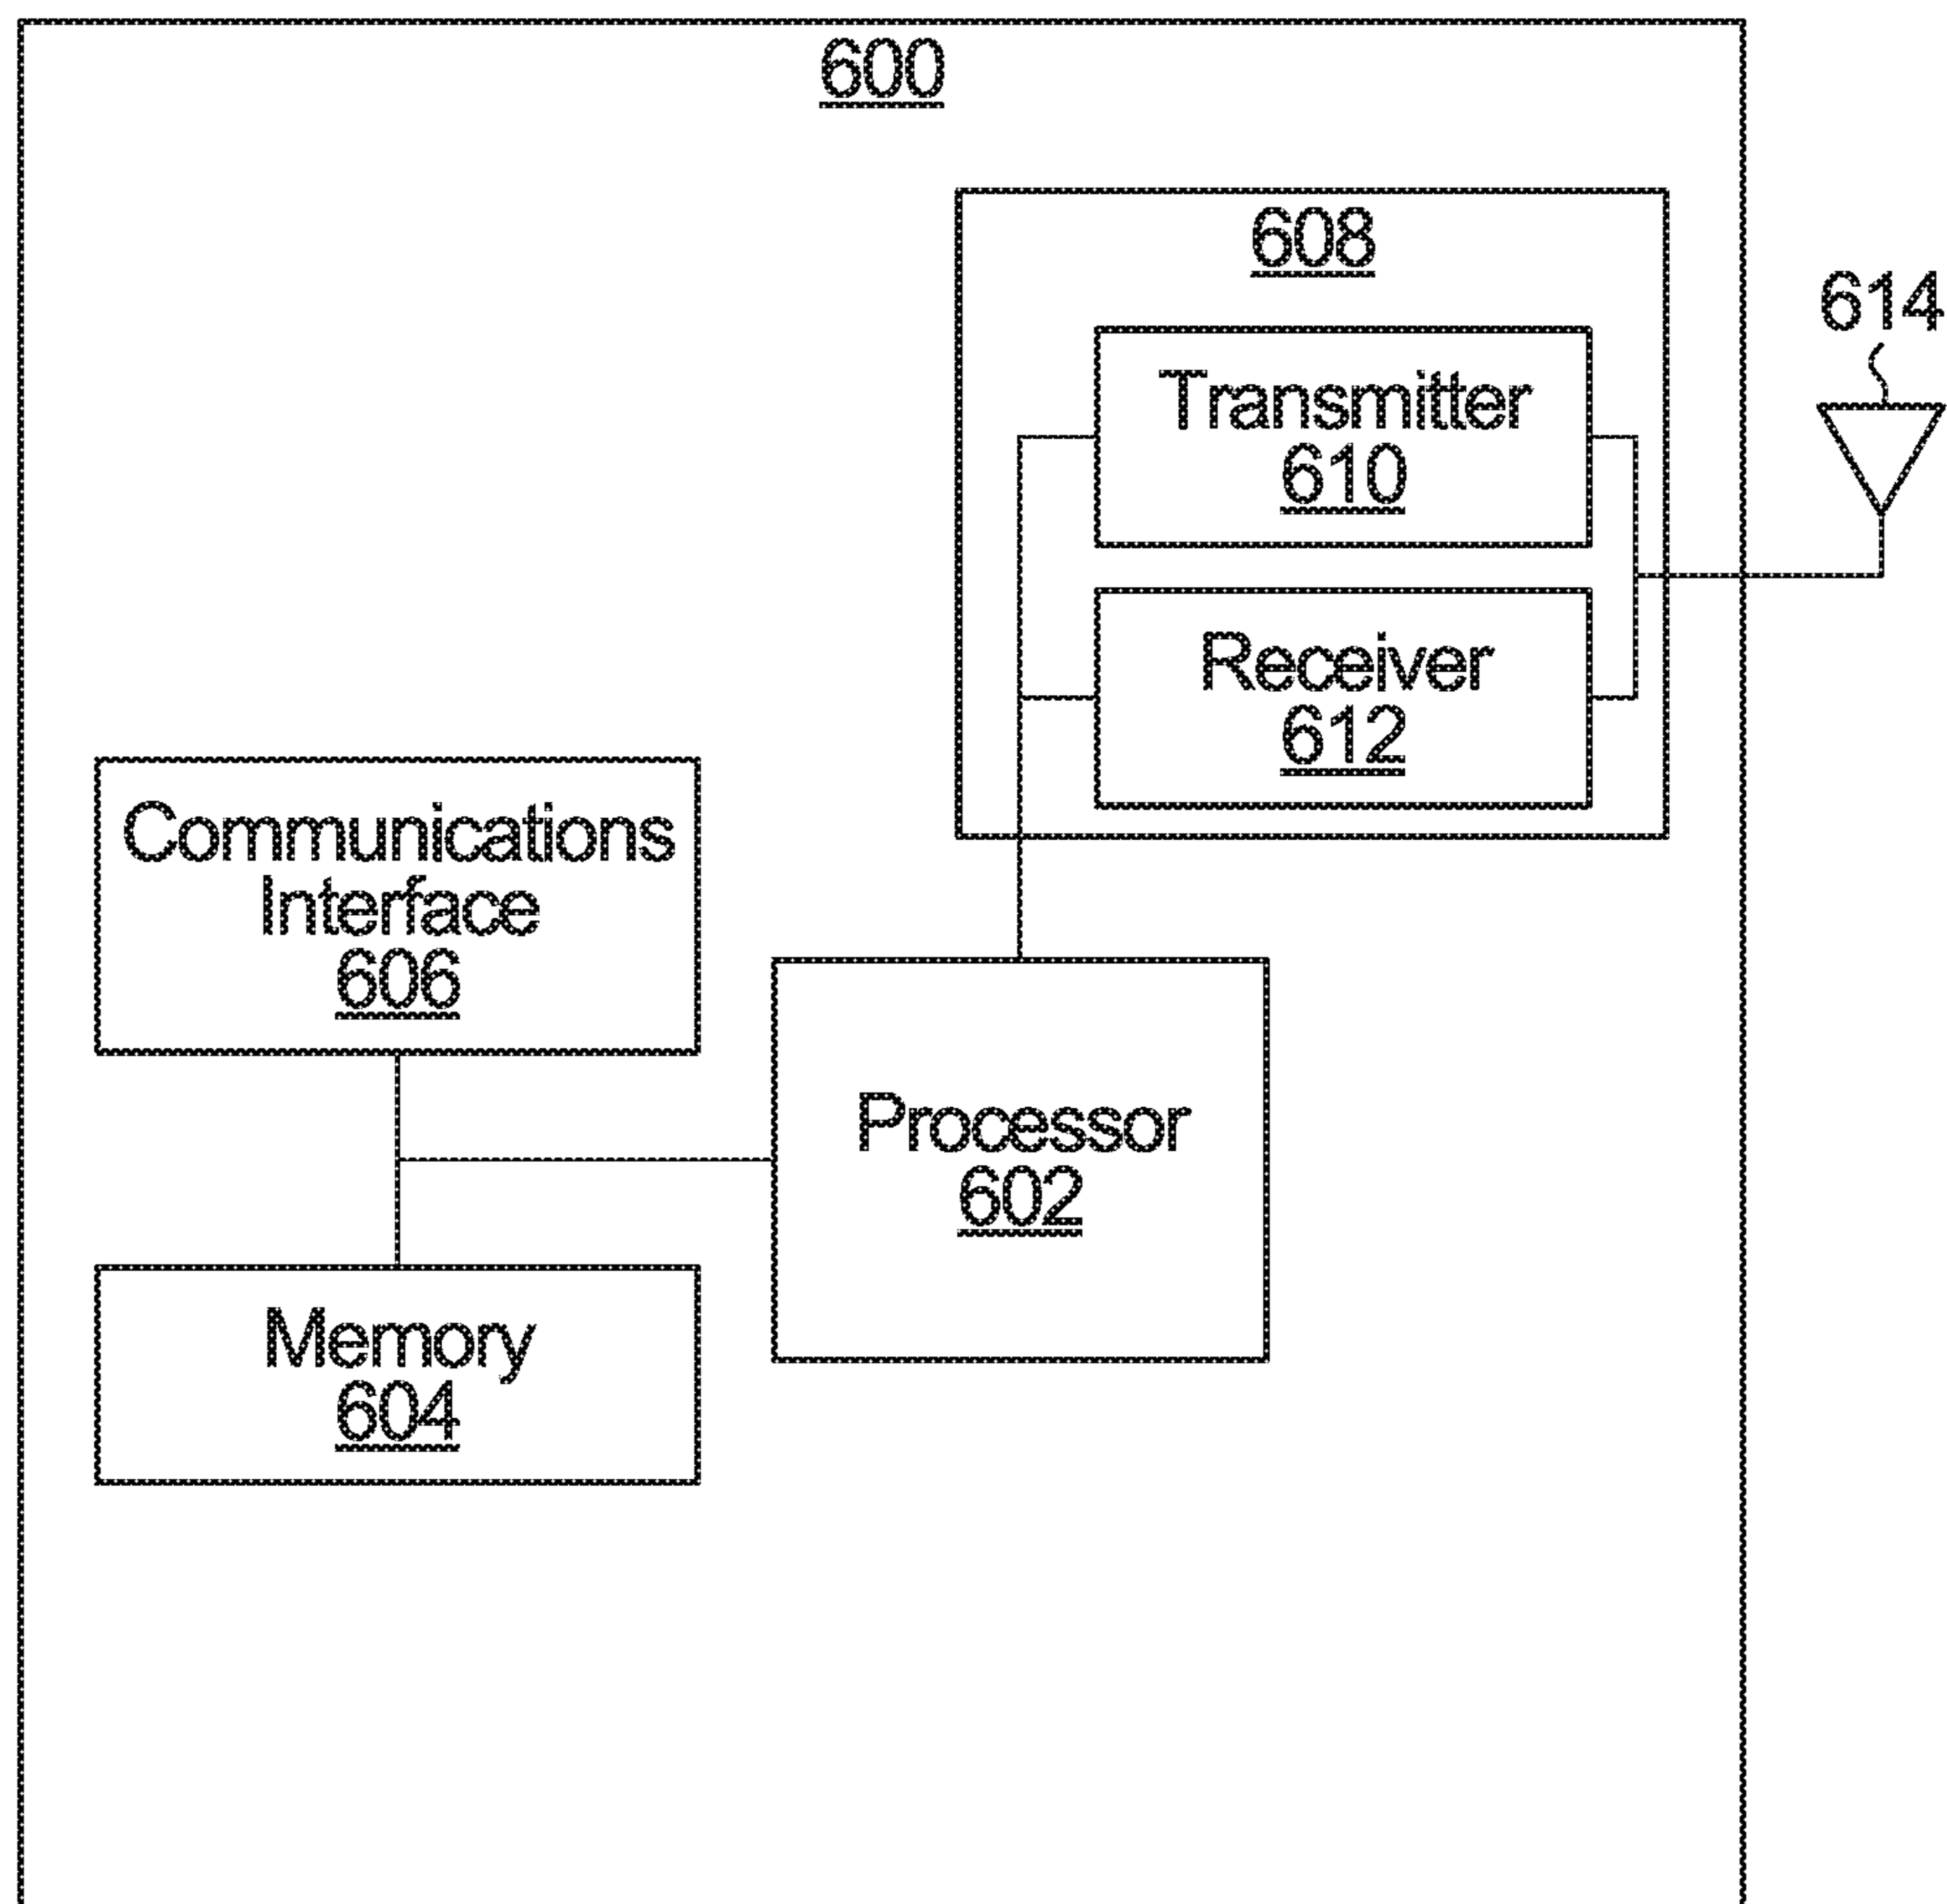 600
608
614
Transmitter
610
Receiver
612
Communications
Interface
606
Processor
602
Memory
604